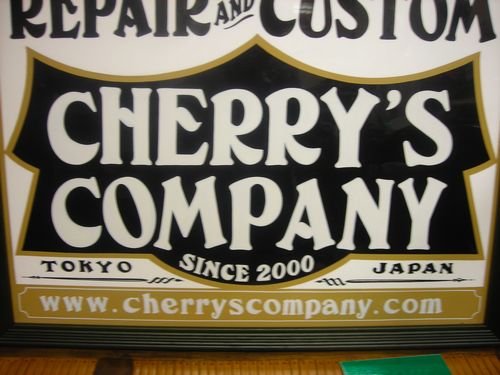 REPAIR AND CUSTOM
CHERRY'S
COMPANY
TOKYO SINCE 2000 JAPAN
www.cherryscompany.com